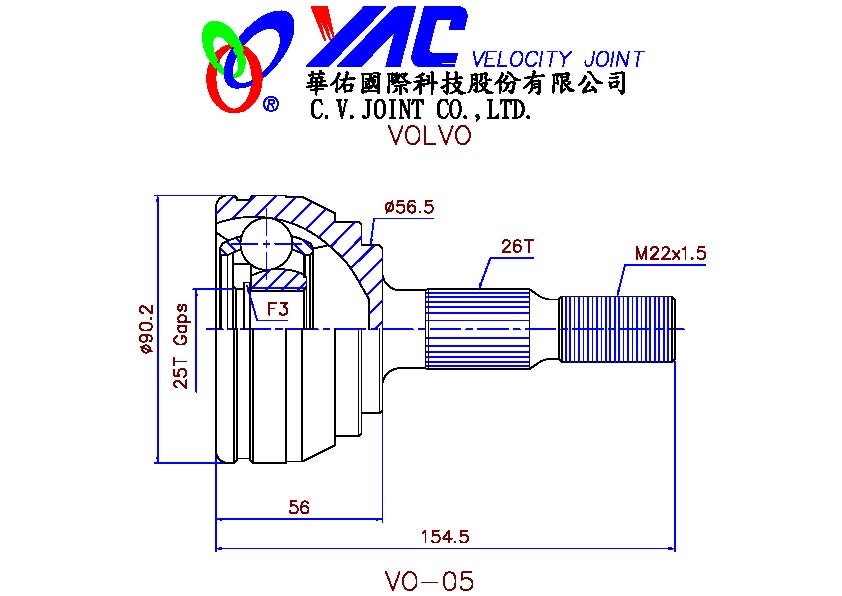 YAC VELOCITY JOINT
®
華佑國際科技股份有限公司
C.V.JOINT CO.,LTD.
VOLVO
ø56.5
26T
M22x1.5
F3
ø90.2
25T Gaps
56
154.5
VO-05